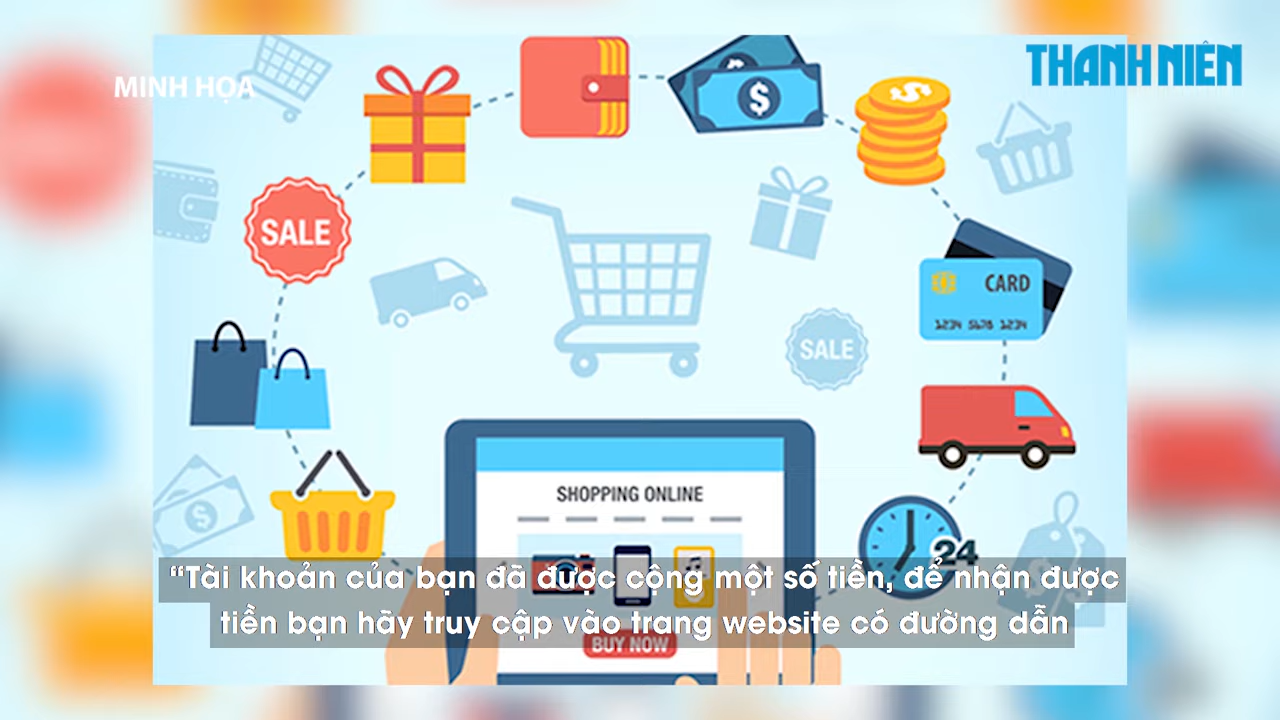 MINH HỌA
THANH NIÊN
SALE
CARD
1234 5678 1234
SALE
SHOPPING ONLINE
24
“Tài khoản của bạn đã được cộng một số tiền, để nhận được
tiền bạn hãy truy cập vào trang website có đường dẫn
BUY NOW